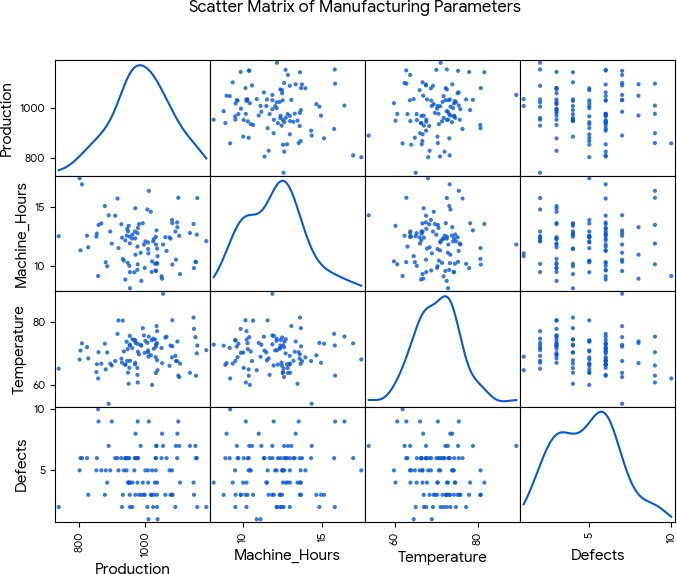 Scatter Matrix of Manufacturing Parameters
Production
1000
800
Machine_Hours
15
10
Temperature
80
60
Defects
10
5
800
1000
10
15
60
80
5
10
Production
Machine_Hours
Temperature
Defects